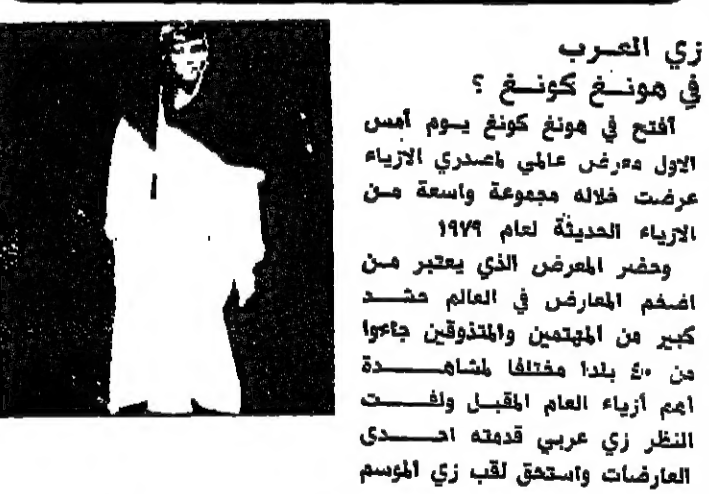 زي العرب
في هونغ كونغ ؟
افتتح في هونغ كونغ يوم أمس
الاول معرض عالمي لمصدري الازياء
عرضت خلاله مجموعة واسعة من
الازياء الحديثة لعام ١٩٧٩
وحضر المعرض الذي يعتبر من
اضخم المعارض في العالم حشد
كبير من المهتمين والمتذوقين جاءوا
من ٤٠ بلدا مختلفا لمشاهدة
اهم أزياء العام المقبل ولفت
النظر زي عربي قدمته احدى
العارضات واستحق لقب زي الموسم